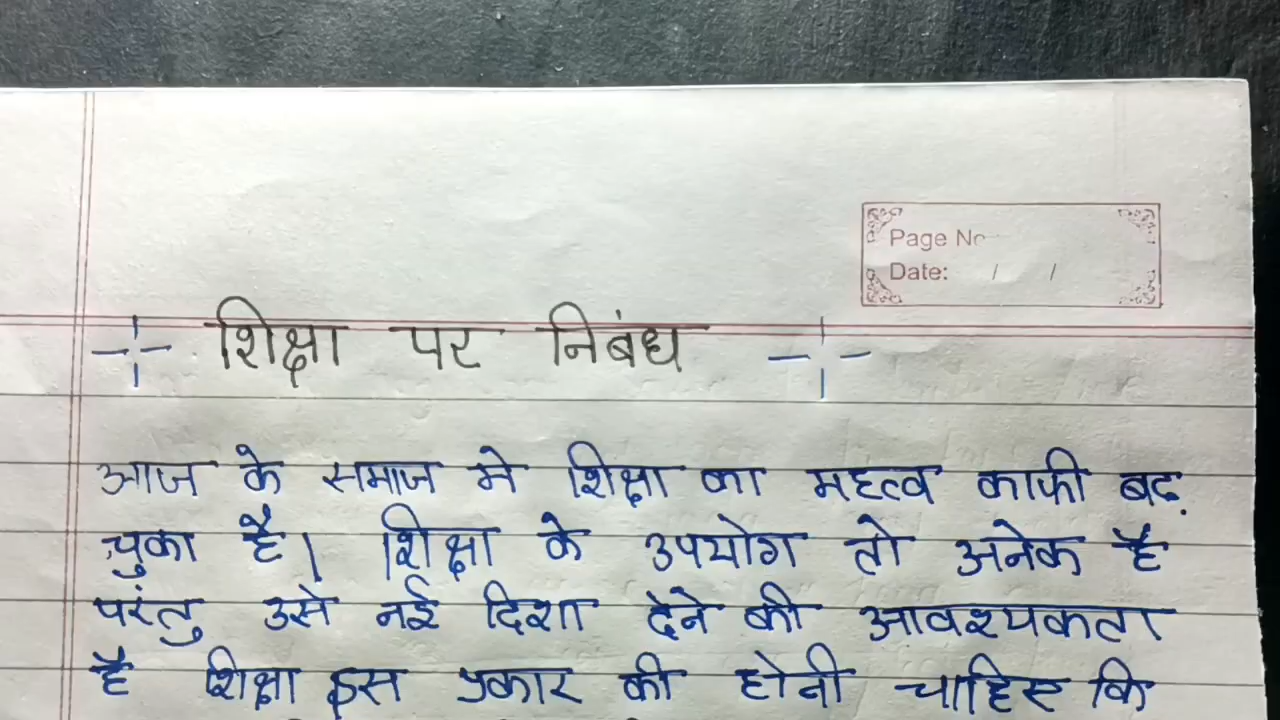 Page No
Date: / /
शिक्षा पर निबंध
आज के समाज मे शिक्षा का महत्व काफी बढ़
चुका है। शिक्षा के उपयोग तो अनेक है
परंतु उसे नई दिशा देने की आवश्यकता
है शिक्षा इस प्रकार की होनी चाहिए कि